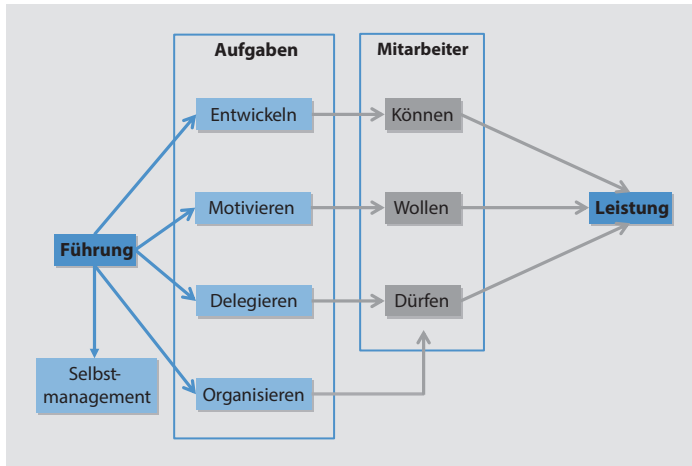 Aufgaben
Mitarbeiter
Entwickeln
Können
Motivieren
Wollen
Leistung
Führung
Delegieren
Dürfen
Selbst-
management
Organisieren